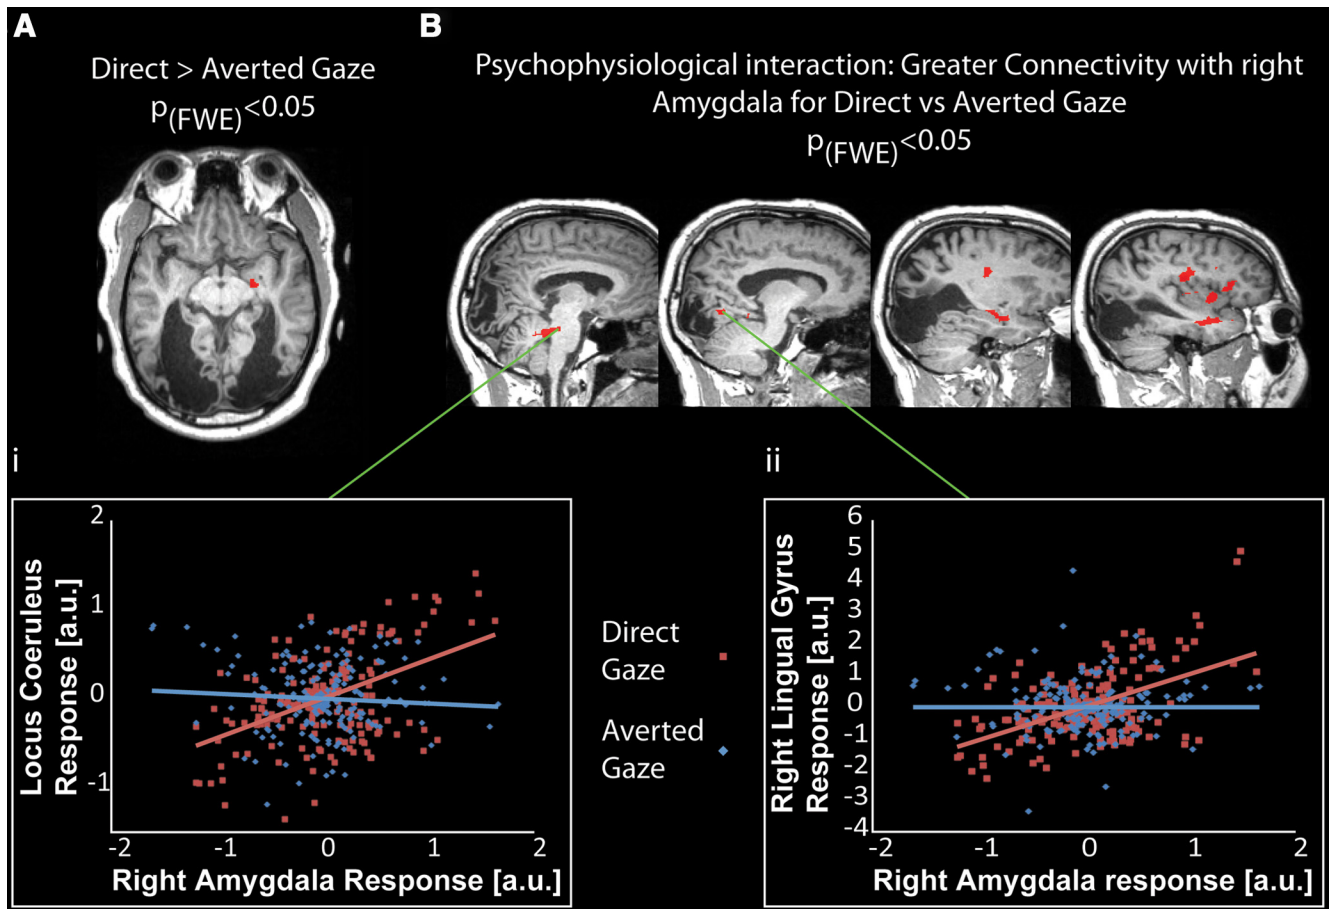 A
B
Direct > Averted Gaze
p(FWE)<0.05
Psychophysiological interaction: Greater Connectivity with right
Amygdala for Direct vs Averted Gaze
p(FWE)<0.05
i
ii
Locus Coeruleus
Response [a.u.]
2
1
0
-1
-2
-1
0
1
2
Right Amygdala Response [a.u.]
Direct
Gaze
Averted
Gaze
Right Lingual Gyrus
Response [a.u.]
6
5
4
3
2
1
0
-1
-2
-3
-4
-2
-1
0
1
2
Right Amygdala response [a.u.]